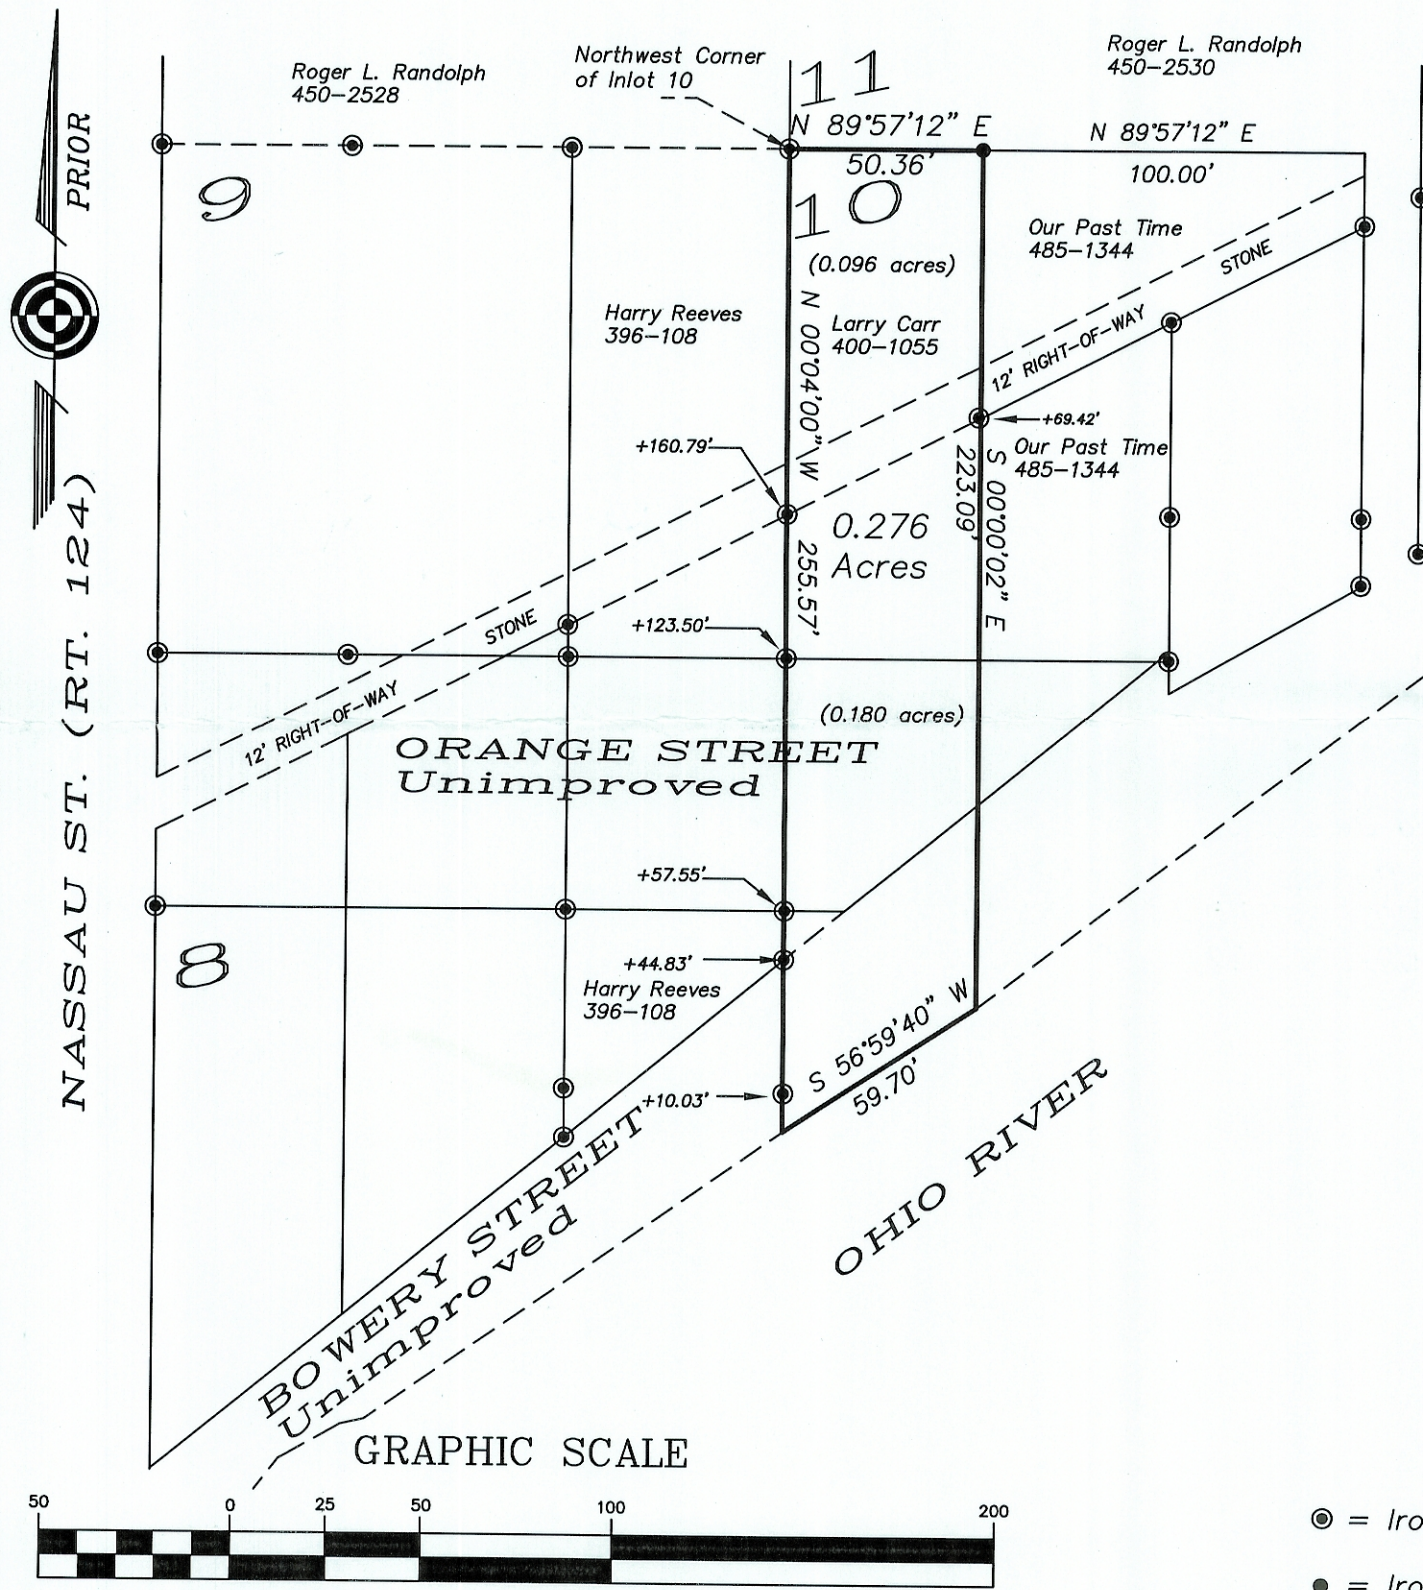 Roger L. Randolph
450-2528
Northwest Corner
of Inlot 10
11
Roger L. Randolph
450-2530
PRIOR
N 89°57'12" E
50.36'
N 89°57'12" E
100.00'
9
10
(0.096 acres)
Our Past Time
485-1344
STONE
12' RIGHT-OF-WAY
Harry Reeves
396-108
Larry Carr
400-1055
N 00°04'00" W
255.57'
+69.42'
Our Past Time
485-1344
S 00°00'02" E
223.09'
+160.79'
0.276
Acres
+123.50'
STONE
12' RIGHT-OF-WAY
(0.180 acres)
ORANGE STREET
Unimproved
NASSAU ST. (RT. 124)
+57.55'
8
+44.83'
Harry Reeves
396-108
+10.03'
S 56°59'40" W
59.70'
BOWERY STREET
Unimproved
OHIO RIVER
GRAPHIC SCALE
50 0 25 50 100 200
= Iro
= Iro